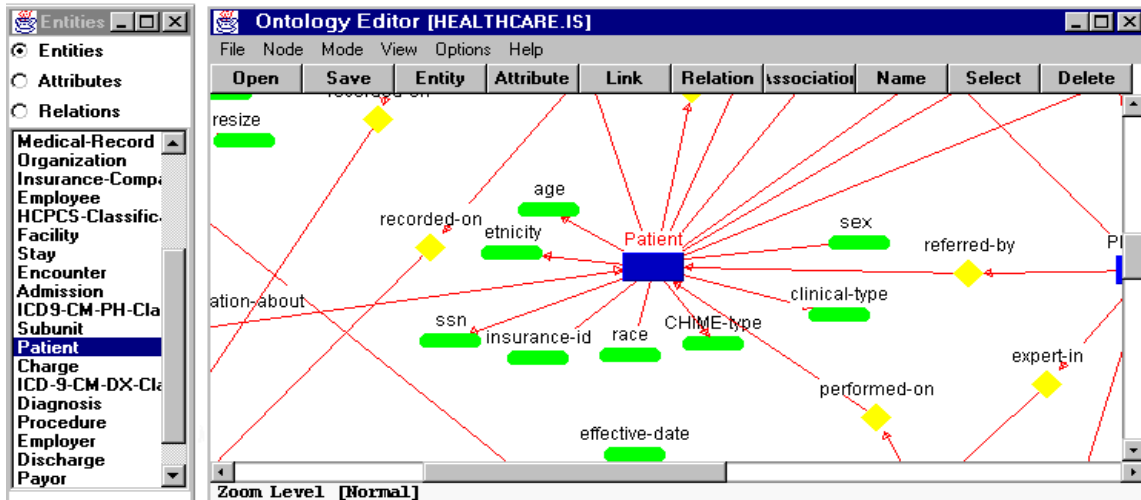 Entities
Entities
Attributes
Relations
Medical-Record
Organization
Insurance-Compa
Employee
HCPCS-Classific-
Facility
Stay
Encounter
Admission
ICD9-CM-PH-Cla
Subunit
Patient
Charge
ICD-9-CM-DX-Cla
Diagnosis
Procedure
Employer
Discharge
Payor
Ontology Editor [HEALTHCARE.IS]
File Node Mode View Options Help
Open Save Entity Attribute Link Relation Association Name Select Delete
recorded-on
resize
age
recorded-on
etnicity
Patient
sex
referred-by
Pl
ation-about
clinical-type
ssn
insurance-id
race
CHIME-type
expert-in
performed-on
effective-date
Zoom Level [Normal]